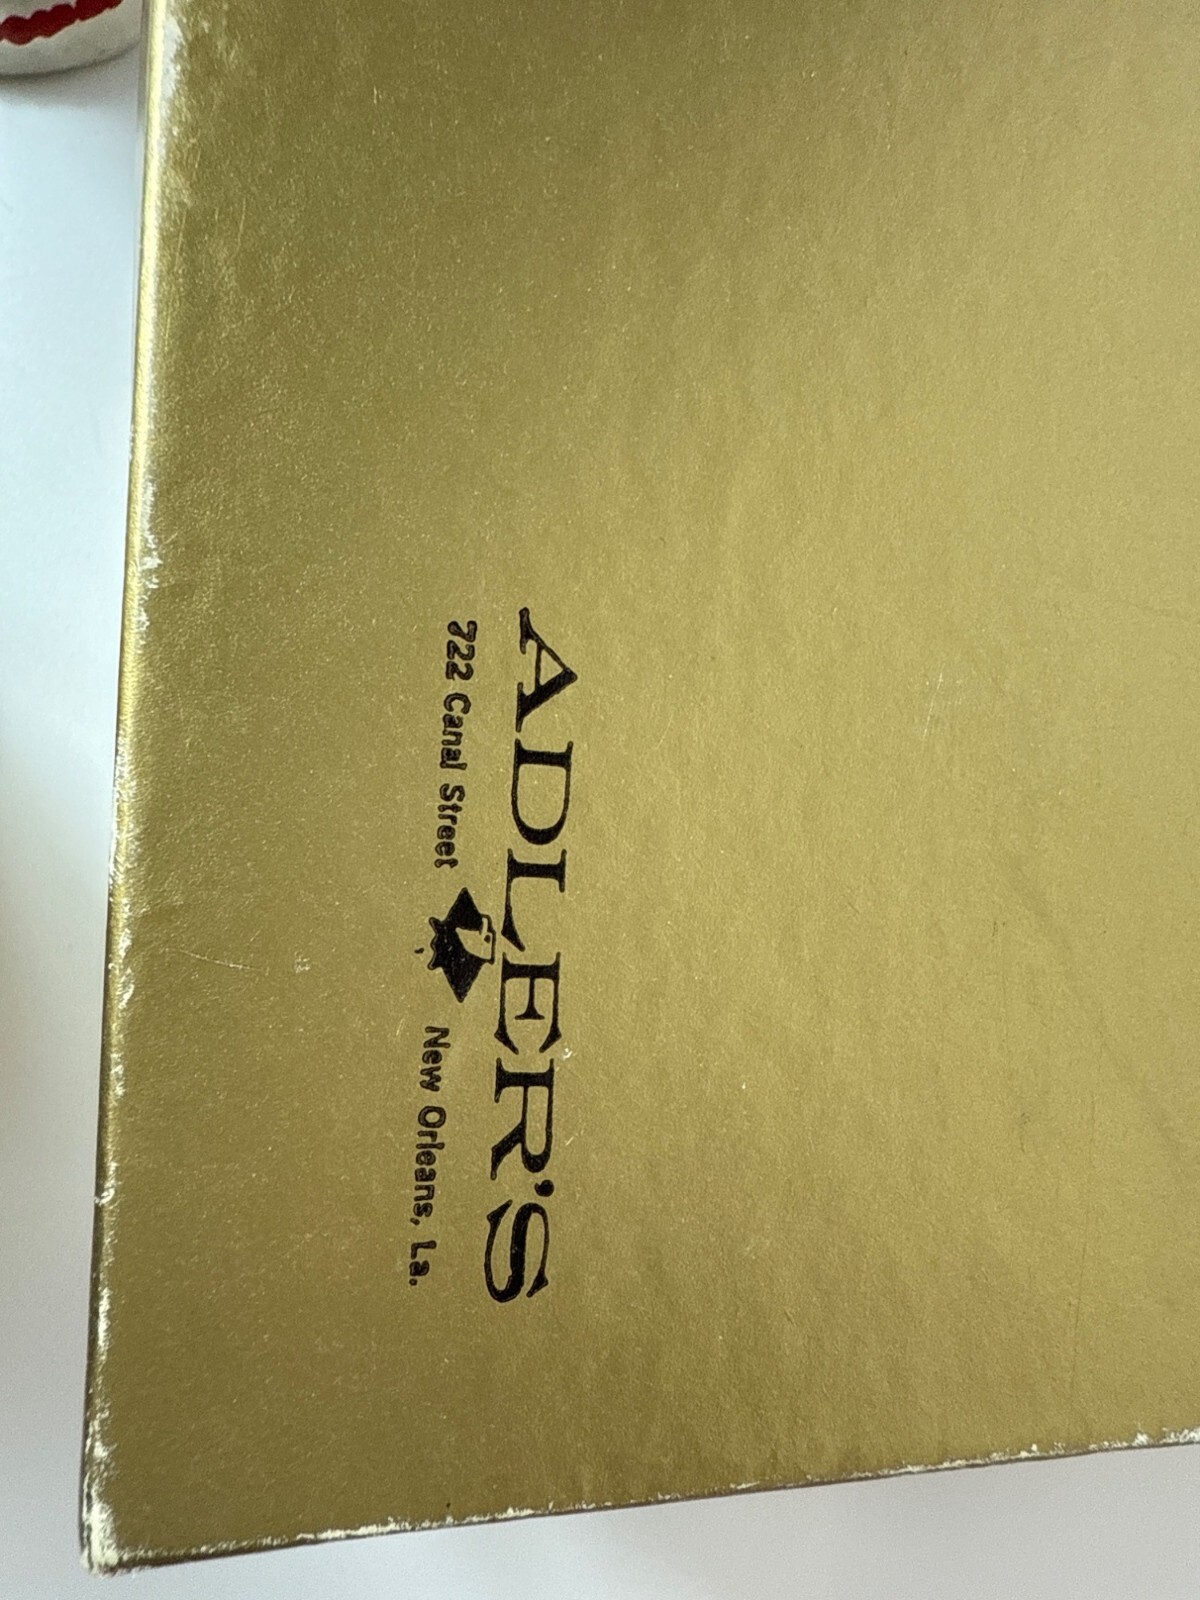 ADLER'S
722 Canal Street New Orleans, La.